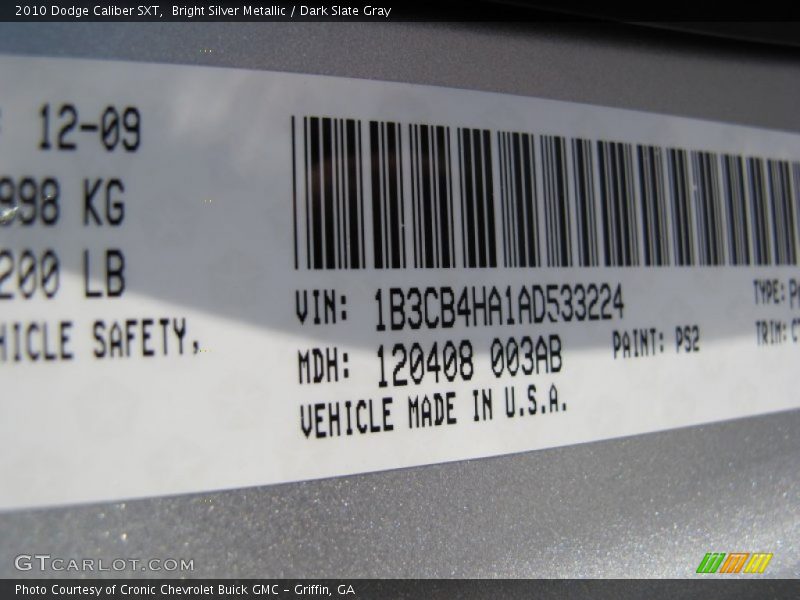 2010 Dodge Caliber SXT,  Bright Silver Metallic / Dark Slate Gray
12-09
998 KG
200 LB
HICLE SAFETY,
VIN: 1B3CB4HA1AD533224
TYPE:
MDH: 120408 003AB
PAINT: PS2
TRIM:
VEHICLE MADE IN U.S.A.
GTCARLOT.COM
Photo Courtesy of Cronic Chevrolet Buick GMC - Griffin, GA